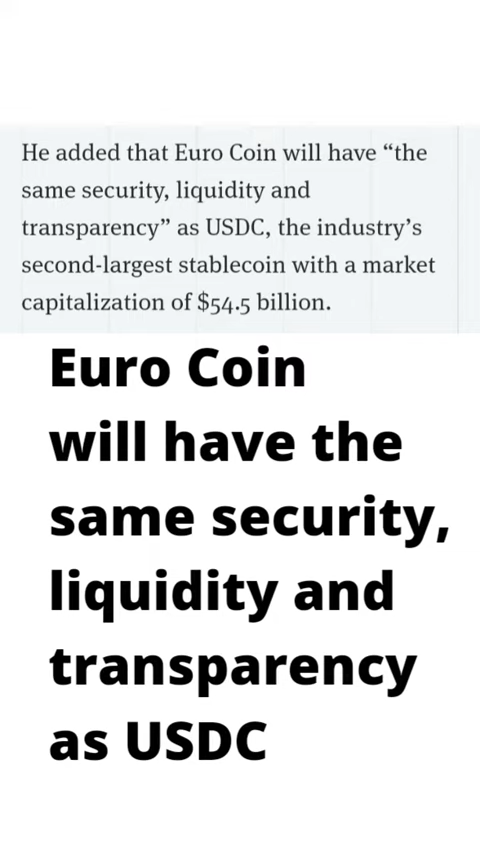 He added that Euro Coin will have “the
same security, liquidity and
transparency” as USDC, the industry’s
second-largest stablecoin with a market
capitalization of $54.5 billion.
Euro Coin
will have the
same security,
liquidity and
transparency
as USDC